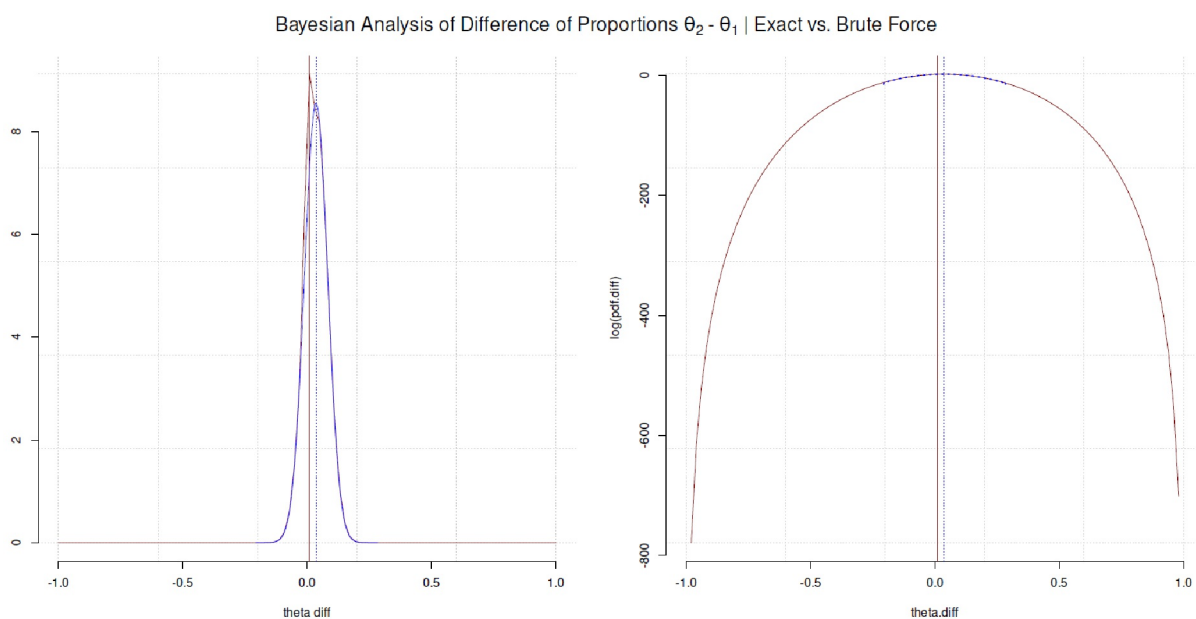 Bayesian Analysis of Difference of Proportions θ₂ - θ₁ | Exact vs. Brute Force
8
6
4
2
0
-1.0 -0.5 0.0 0.5 1.0
theta diff
log(pdf.diff)
0
-200
-400
-600
-800
-1.0 -0.5 0.0 0.5 1.0
theta.diff